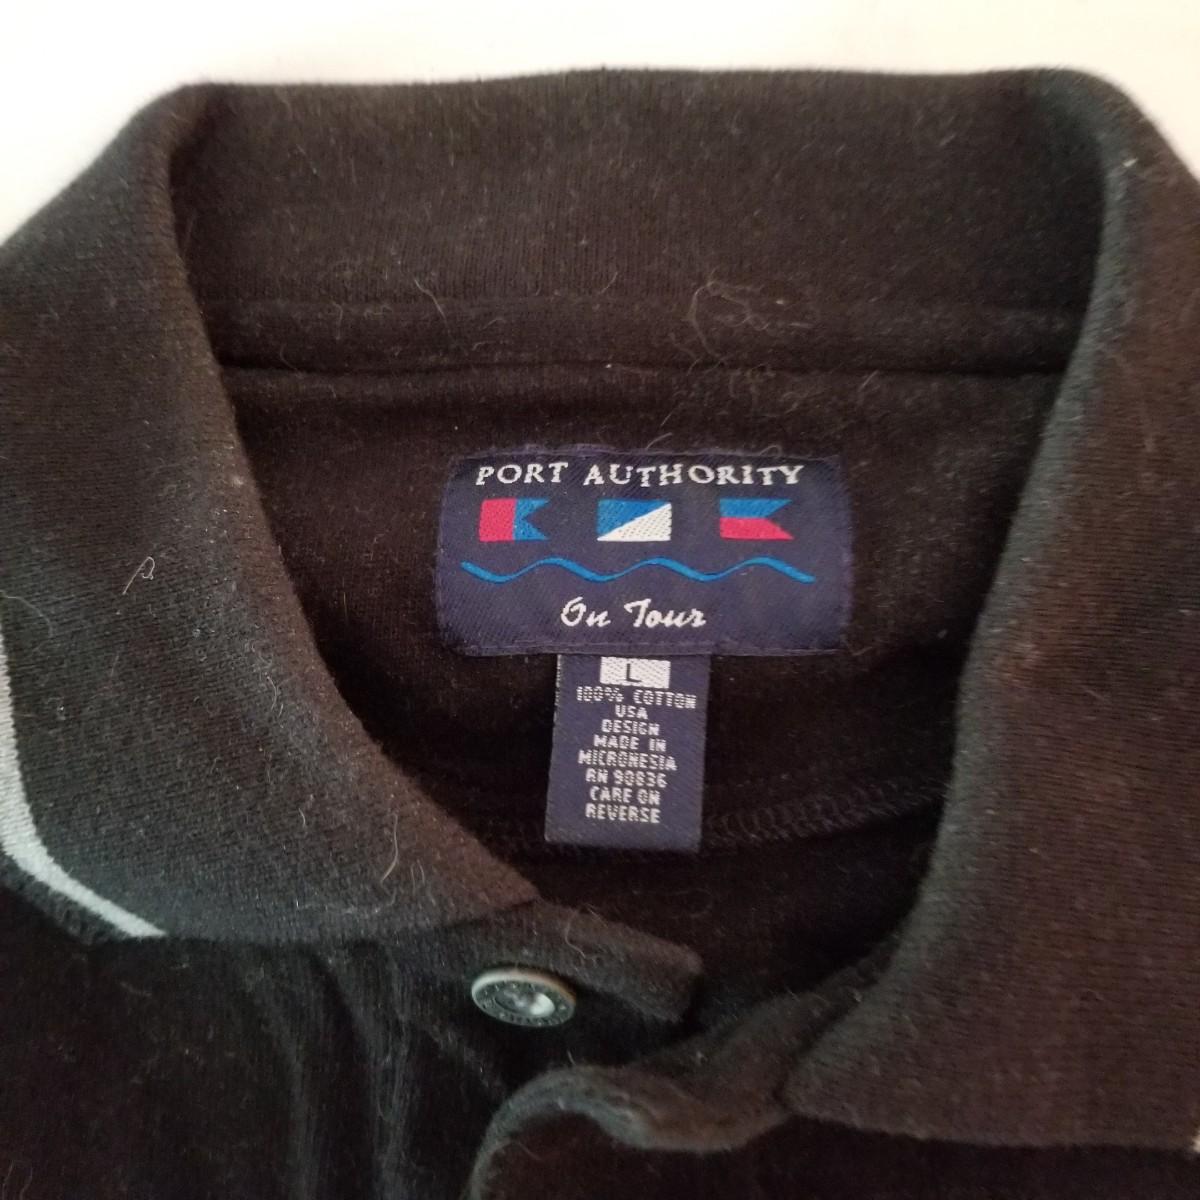 PORT AUTHORITY
On Tour
L
100% COTTON
USA
DESIGN
MADE IN
MICRONESIA
RN 90836
CARE ON
REVERSE